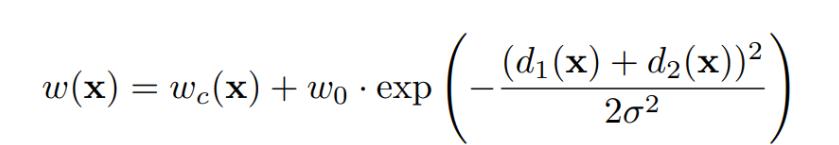 w(x) = w_c(x) + w_0 · exp ( − (d_1(x) + d_2(x))^2 / 2σ^2 )